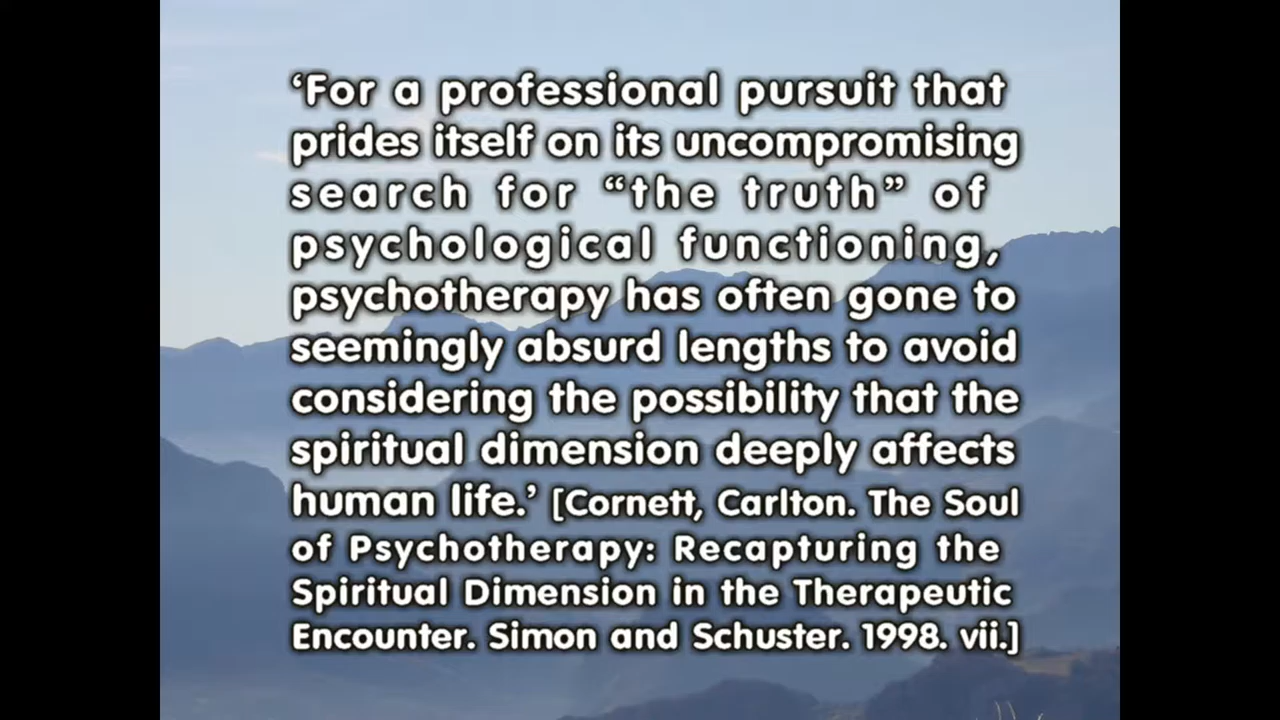 ‘For a professional pursuit that
prides itself on its uncompromising
search for “the truth” of
psychological functioning,
psychotherapy has often gone to
seemingly absurd lengths to avoid
considering the possibility that the
spiritual dimension deeply affects
human life.’ [Cornett, Carlton. The Soul
of Psychotherapy: Recapturing the
Spiritual Dimension in the Therapeutic
Encounter. Simon and Schuster. 1998. vii.]